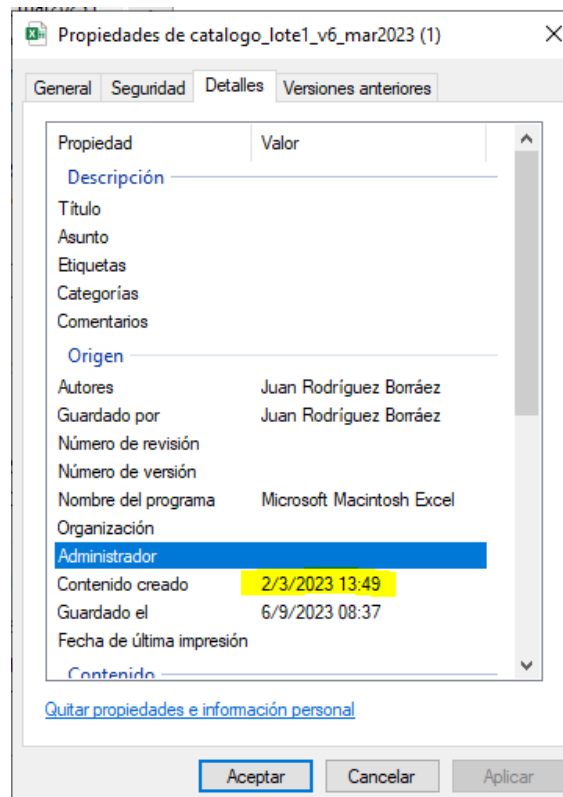 Propiedades de catalogo_lote1_v6_mar2023 (1)
General Seguridad Detalles Versiones anteriores
Propiedad Valor
Descripción
Título
Asunto
Etiquetas
Categorías
Comentarios
Origen
Autores Juan Rodríguez Borráez
Guardado por Juan Rodríguez Borráez
Número de revisión
Número de versión
Nombre del programa Microsoft Macintosh Excel
Organización
Administrador
Contenido creado 2/3/2023 13:49
Guardado el 6/9/2023 08:37
Fecha de última impresión
Contenido
Quitar propiedades e información personal
Aceptar Cancelar Aplicar